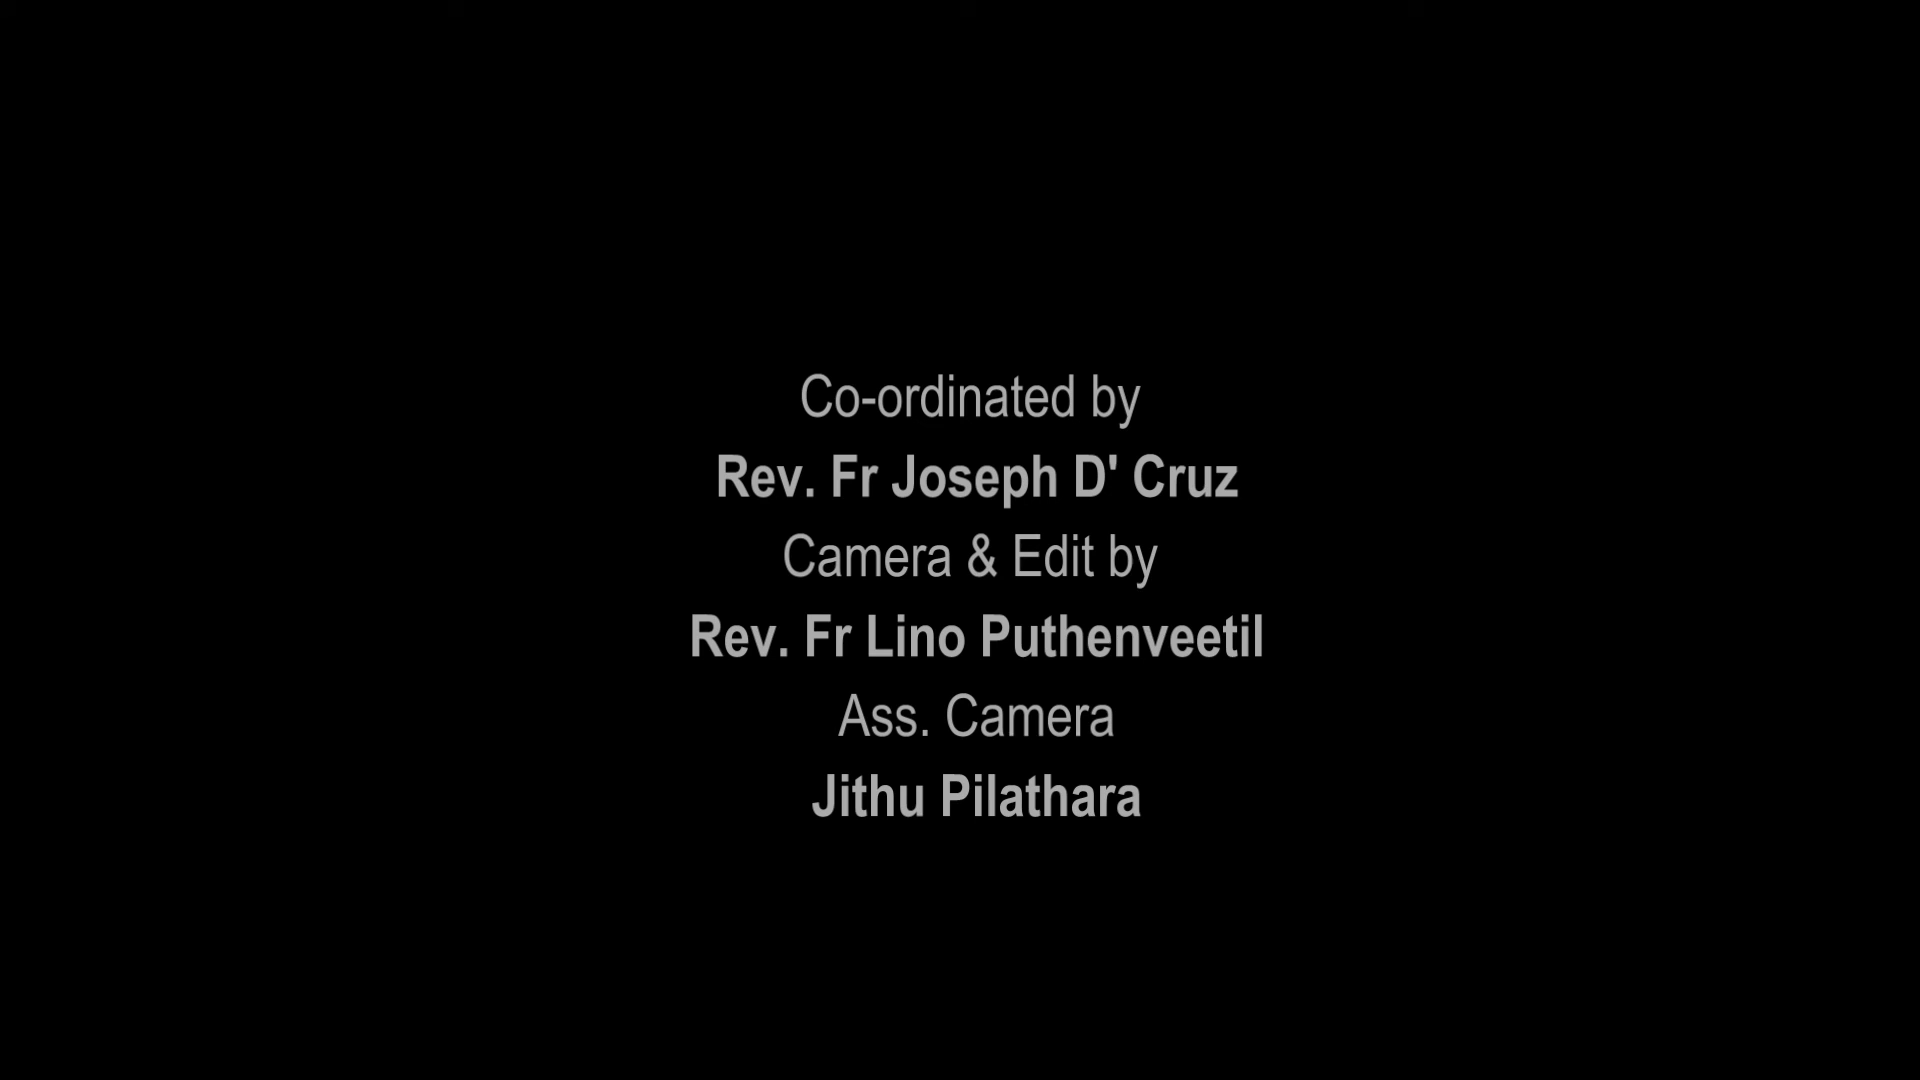 Co-ordinated by
Rev. Fr Joseph D' Cruz
Camera & Edit by
Rev. Fr Lino Puthenveetil
Ass. Camera
Jithu Pilathara